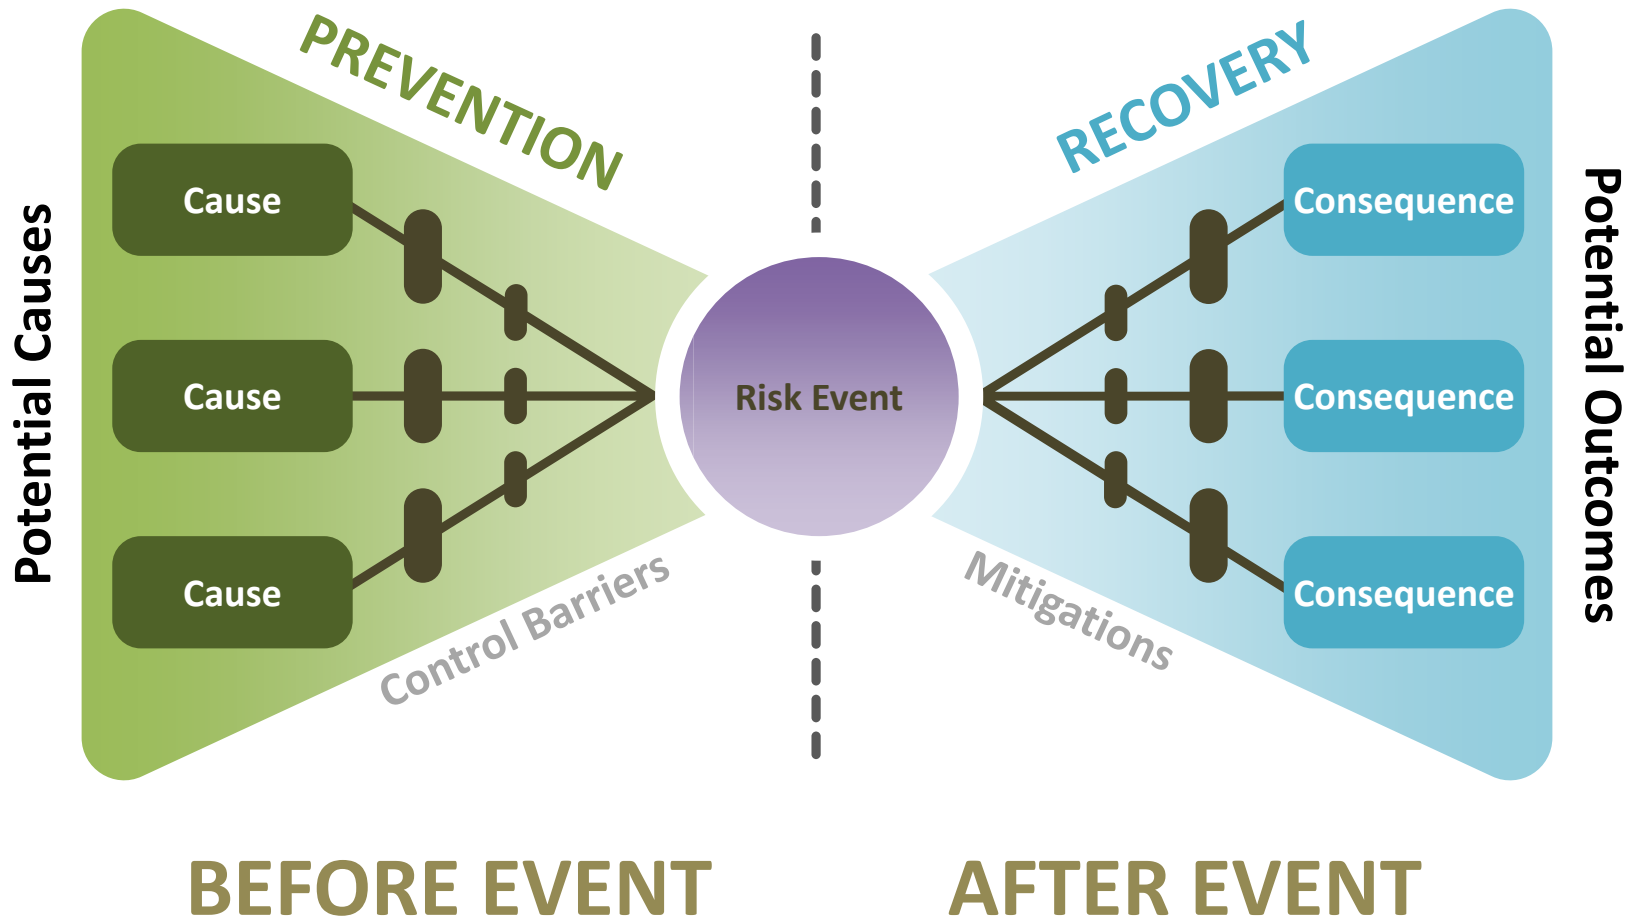 PREVENTION
RECOVERY
Potential Causes
Cause
Cause
Cause
Control Barriers
Risk Event
Consequence
Consequence
Consequence
Mitigations
Potential Outcomes
BEFORE EVENT
AFTER EVENT